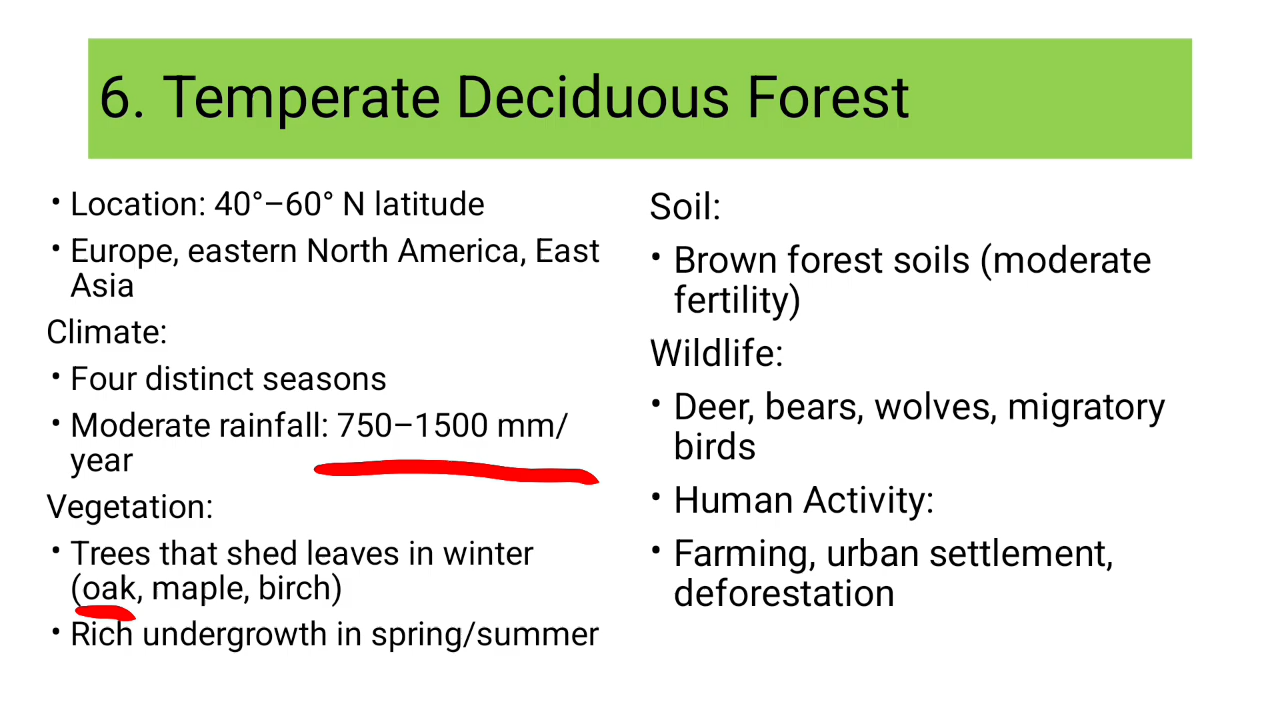 6. Temperate Deciduous Forest
• Location: 40°–60° N latitude
• Europe, eastern North America, East
Asia
Climate:
• Four distinct seasons
• Moderate rainfall: 750–1500 mm/
year
Vegetation:
• Trees that shed leaves in winter
(oak, maple, birch)
• Rich undergrowth in spring/summer
Soil:
• Brown forest soils (moderate
fertility)
Wildlife:
• Deer, bears, wolves, migratory
birds
• Human Activity:
• Farming, urban settlement,
deforestation